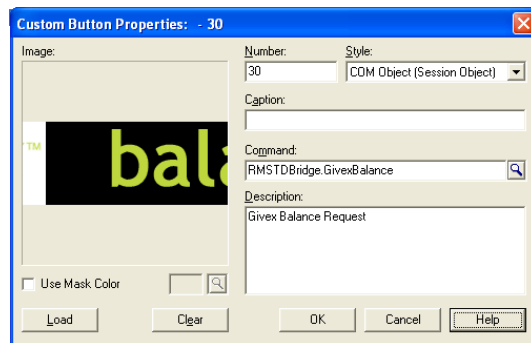 Custom Button Properties: - 30
Image:
Number:
Style:
30
COM Object (Session Object)
Caption:
™
bala
Command:
RMSTDBridge.GivexBalance
Description:
Givex Balance Request
Use Mask Color
Load
Clear
OK
Cancel
Help